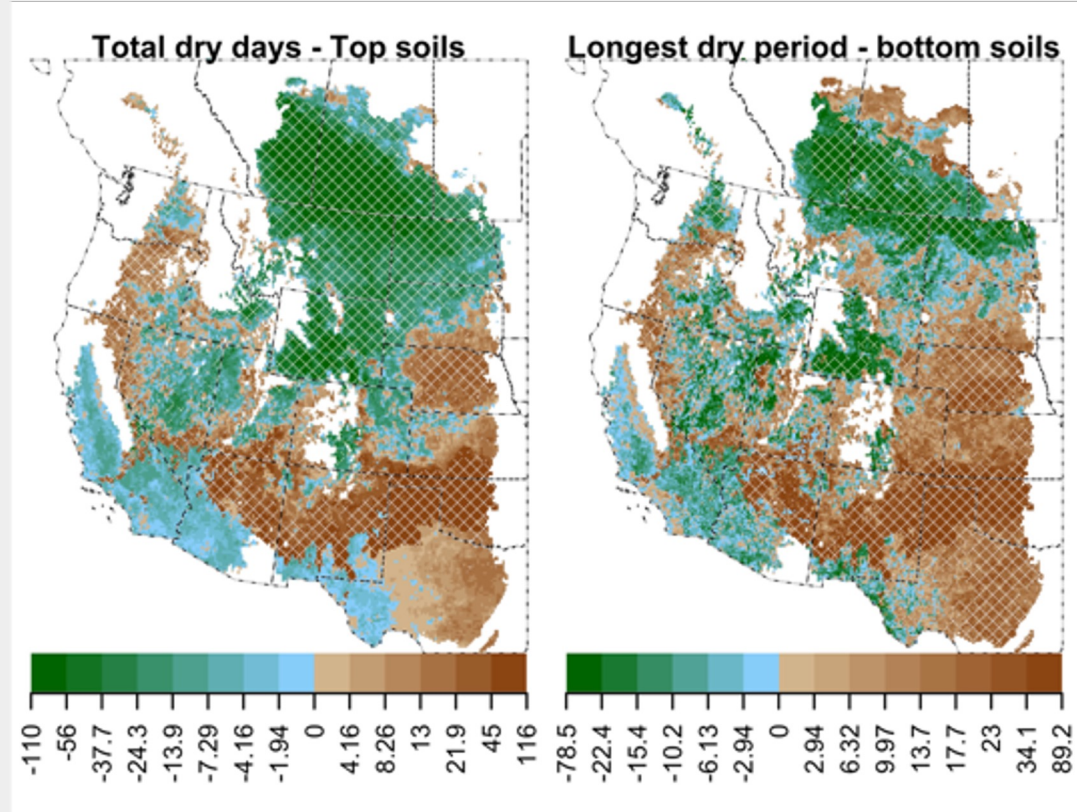 Total dry days - Top soils
Longest dry period - bottom soils
-110 -56 -37.7 -24.3 -13.9 -7.29 -4.16 -1.94 0 4.16 8.26 13 21.9 45 116
-78.5 -22.4 -15.4 -10.2 -6.13 -2.94 0 2.94 6.32 9.97 13.7 17.7 23 34.1 89.2